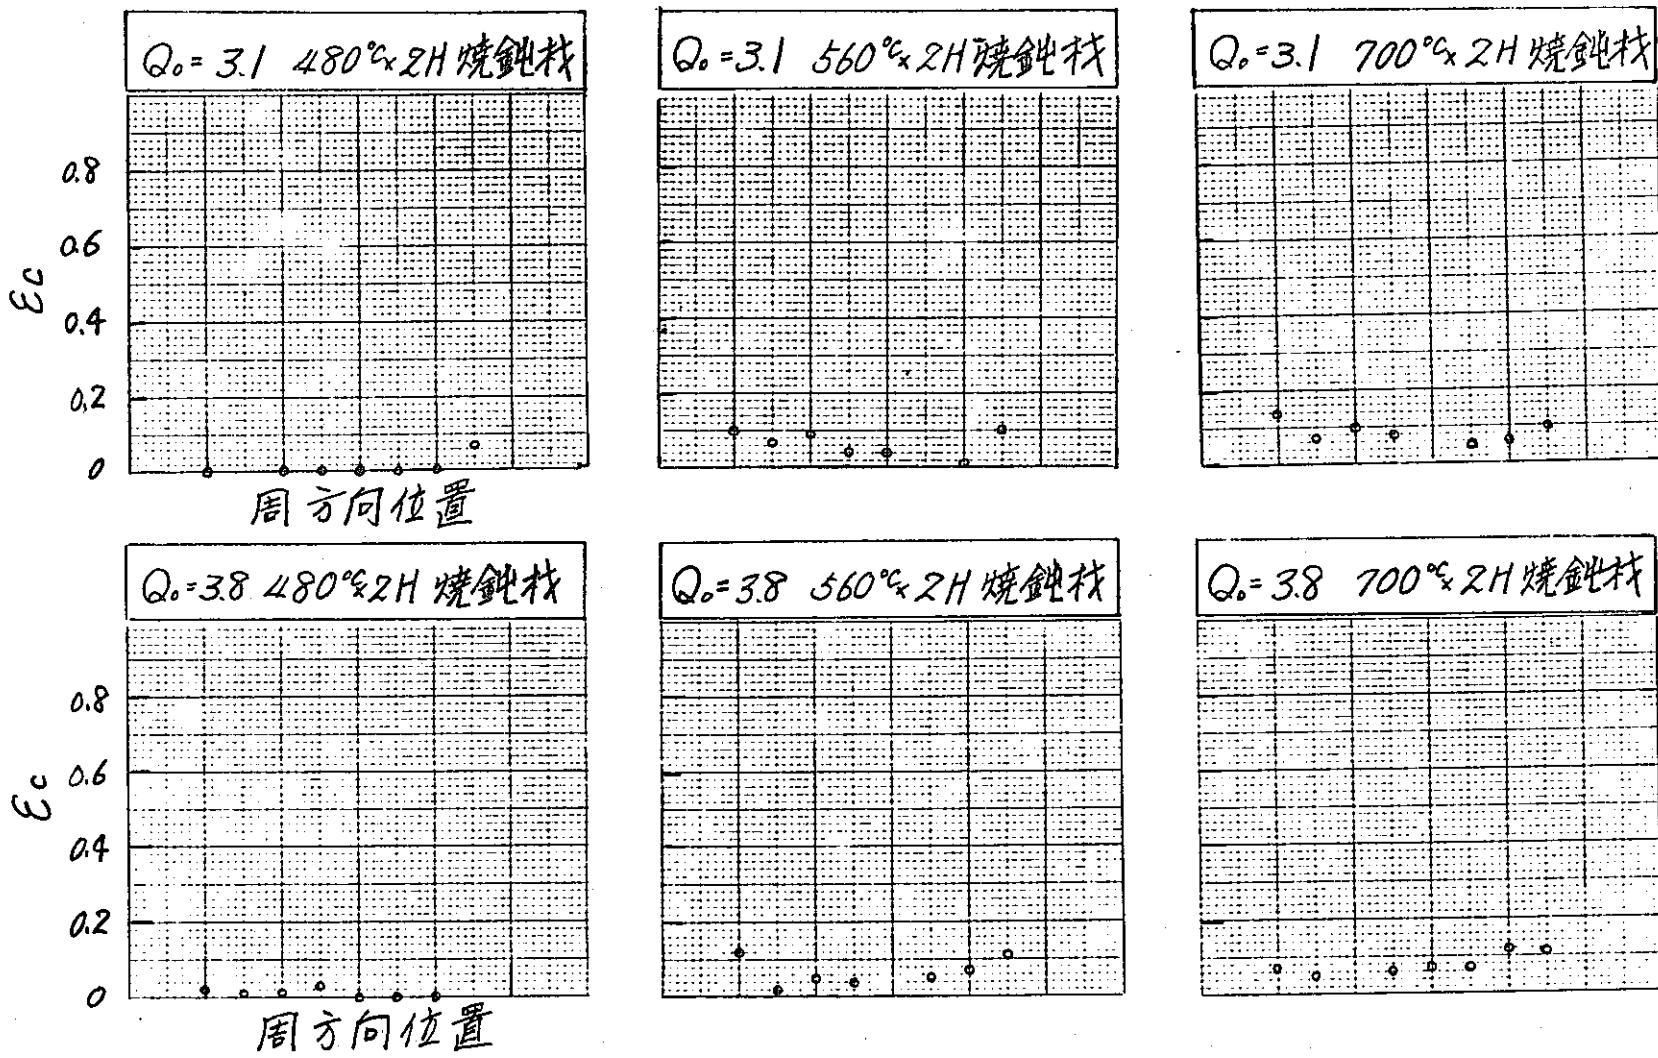 Q₀=3.1 480℃×2H 焼鈍材
Q₀=3.1 560℃×2H 焼鈍材
Q₀=3.1 700℃×2H 焼鈍材
0.8
0.6
εc
0.4
0.2
0
周方向位置
Q₀=3.8 480℃×2H 焼鈍材
Q₀=3.8 560℃×2H 焼鈍材
Q₀=3.8 700℃×2H 焼鈍材
0.8
0.6
εc
0.4
0.2
0
周方向位置